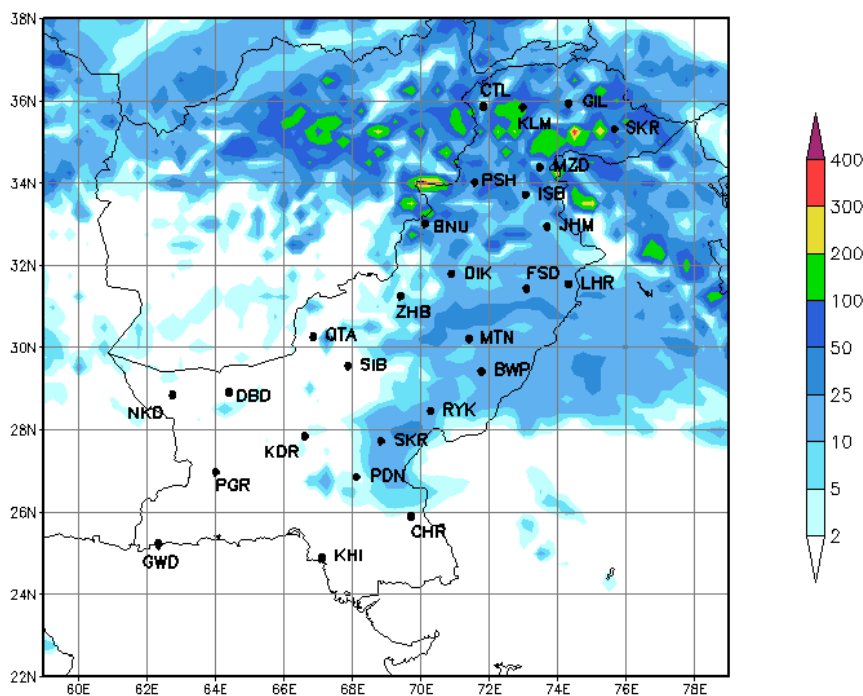 38N
36N
34N
32N
30N
28N
26N
24N
22N
60E 62E 64E 66E 68E 70E 72E 74E 76E 78E
CTL
GIL
KLM
SKR
MZD
PSH
ISB
BNU
JHM
DIK
FSD
LHR
ZHB
QTA
MTN
SIB
BWP
DBD
NKD
RYK
KDR
SKR
PDN
PGR
CHR
KHI
GWD
400
300
200
100
50
25
10
5
2